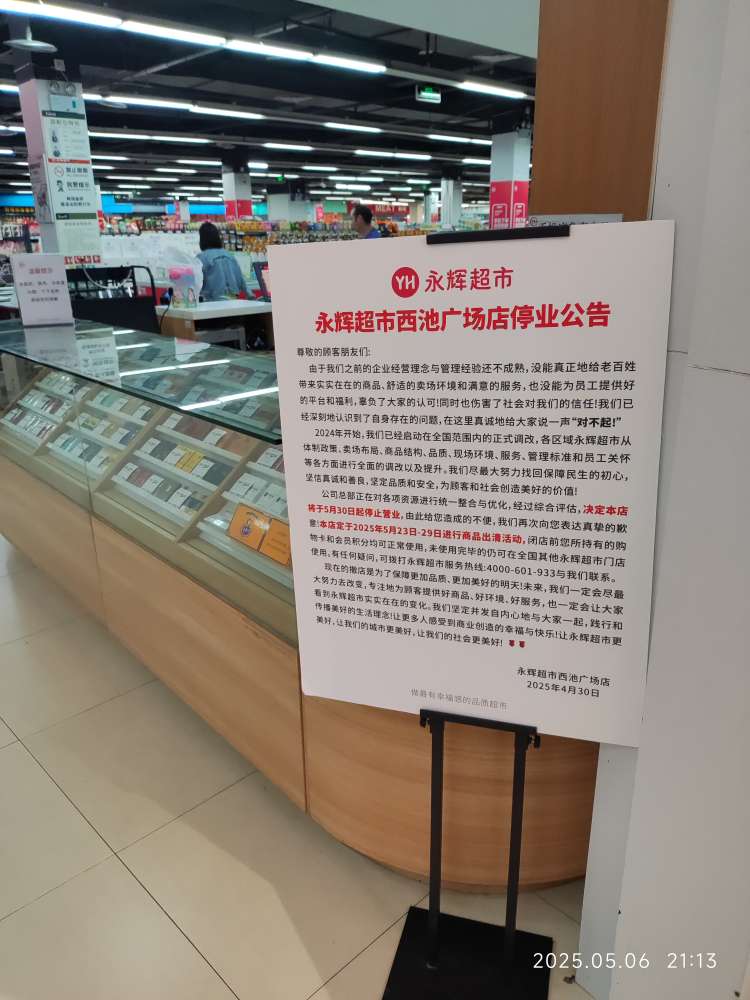 YH 永辉超市
永辉超市西池广场店停业公告
尊敬的顾客朋友们:
由于我们之前的企业经营理念与管理经验还不成熟,没能真正地给老百姓
带来实实在在的商品、舒适的卖场环境和满意的服务,也没能为员工提供好
的平台和福利,辜负了大家的认可!同时也伤害了社会对我们的信任!我们已
经深刻地认识到了自身存在的问题,在这里真诚地给大家说一声“对不起!”
2024年开始,我们已经启动在全国范围内的正式调改,各区域永辉超市从
体制政策、卖场布局、商品结构、品质、现场环境、服务、管理标准和员工关怀
等各方面进行全面的调改以及提升。我们尽最大努力找回保障民生的初心,
坚信真诚和善良,坚定品质和安全,为顾客和社会创造美好的价值!
公司总部正在对各项资源进行统一整合与优化,经过综合评估,决定本店
将于5月30日起停止营业,由此给您造成的不便,我们再次向您表达真挚的歉
意!本店定于2025年5月23日-29日进行商品出清活动,闭店前您所持有的购
物卡和会员积分均可正常使用,未使用完毕的仍可在全国其他永辉门店
使用,有任何疑问,可拨打永辉超市服务热线:4000-601-933与我们联系。
现在的撤店是为了保障更加品质、更加美好的明天!未来,我们一定会尽最
大努力去改变,专注地为顾客提供好商品、好环境、好服务,也一定会让大家
看到永辉超市实实在在的变化。我们坚定并发自内心地与大家一起,践行和
传播美好的生活理念!让更多人感受到商业创造的幸福与快乐!让永辉超市更
美好,让我们的城市更美好,让我们的社会更美好!
永辉超市西池广场店
2025年4月30日
做最有幸福感的品质超市
温馨提示
MEAT
2025.05.06 21:13